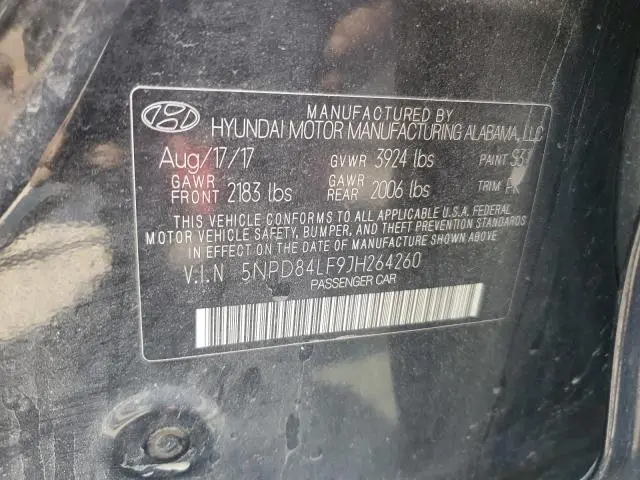 MANUFACTURED BY
HYUNDAI MOTOR MANUFACTURING ALABAMA, LLC
Aug/17/17 GVWR 3924 lbs PAINT
GAWR FRONT 2183 lbs GAWR REAR 2006 lbs TRIM
THIS VEHICLE CONFORMS TO ALL APPLICABLE U.S.A. FEDERAL
MOTOR VEHICLE SAFETY, BUMPER, AND THEFT PREVENTION STANDARDS
IN EFFECT ON THE DATE OF MANUFACTURE SHOWN ABOVE.
V.I.N 5NPD84LF9JH264260
PASSENGER CAR